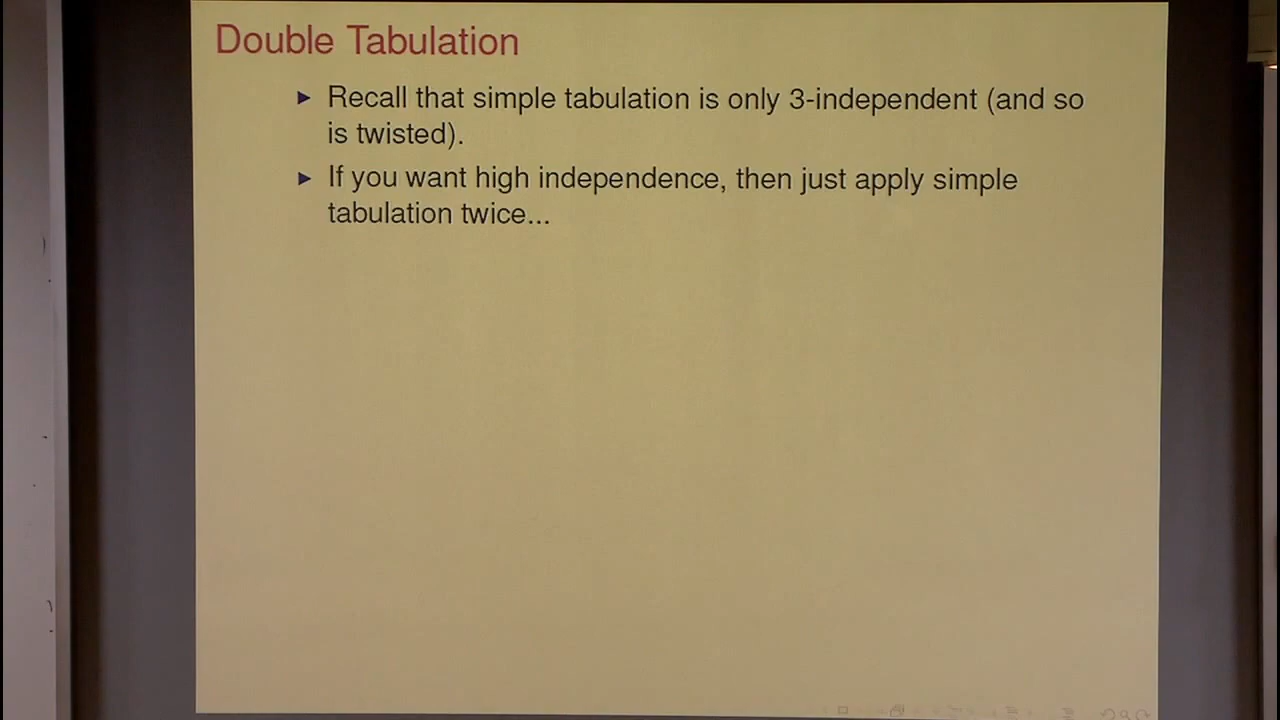 Double Tabulation
Recall that simple tabulation is only 3-independent (and so
is twisted).
If you want high independence, then just apply simple
tabulation twice...